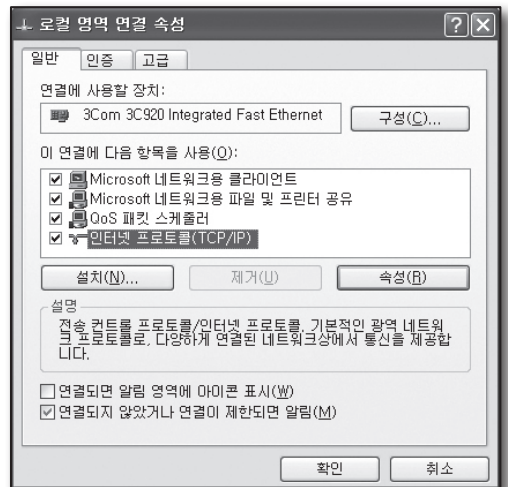 로컬 영역 연결 속성
일반 인증 고급
연결에 사용할 장치:
3Com 3C920 Integrated Fast Ethernet 구성(C)...
이 연결에 다음 항목을 사용(O):
Microsoft 네트워크용 클라이언트
Microsoft 네트워크용 파일 및 프린터 공유
QoS 패킷 스케줄러
인터넷 프로토콜(TCP/IP)
설치(N)... 제거(U) 속성(R)
설명
전송 컨트롤 프로토콜/인터넷 프로토콜. 기본적인 광역 네트워
크 프로토콜로, 다양하게 연결된 네트워크상에서 통신을 제공합
니다.
연결되면 알림 영역에 아이콘 표시(W)
연결되지 않았거나 연결이 제한되면 알림(M)
확인 취소